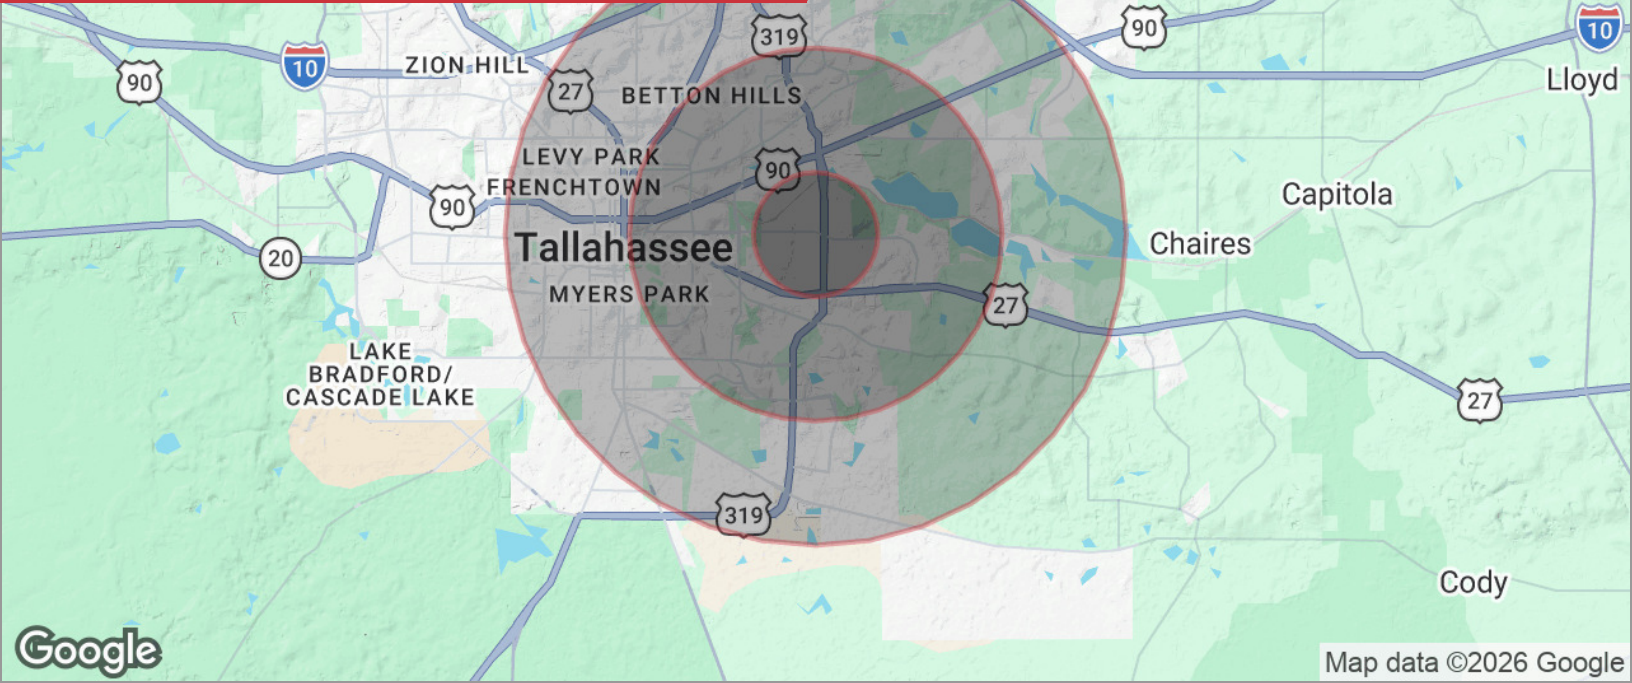 90
10
ZION HILL
27
319
BETTON HILLS
90
10
Lloyd
LEVY PARK
FRENCHTOWN
90
90
20
Tallahassee
MYERS PARK
Capitola
Chaires
27
LAKE
BRADFORD/
CASCADE LAKE
27
319
Cody
Google
Map data ©2026 Google